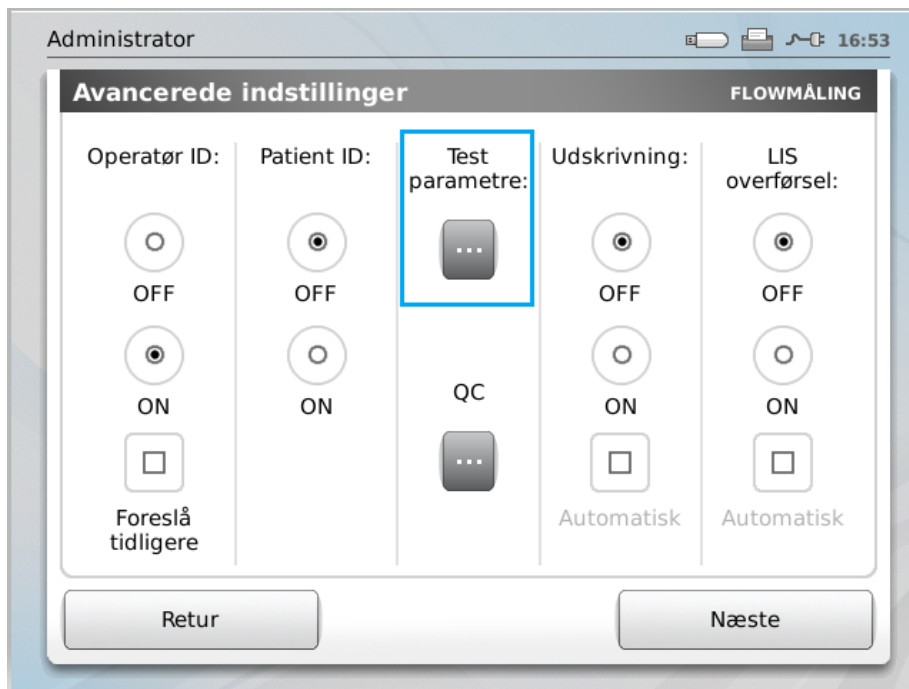 Administrator
16:53
Avancerede indstillinger
FLOWMÅLING
Operatør ID:
OFF
ON
Foreslå
tidligere
Patient ID:
OFF
ON
Test
parametre:
...
QC
...
Udskrivning:
OFF
ON
Automatisk
LIS
overførsel:
OFF
ON
Automatisk
Retur
Næste